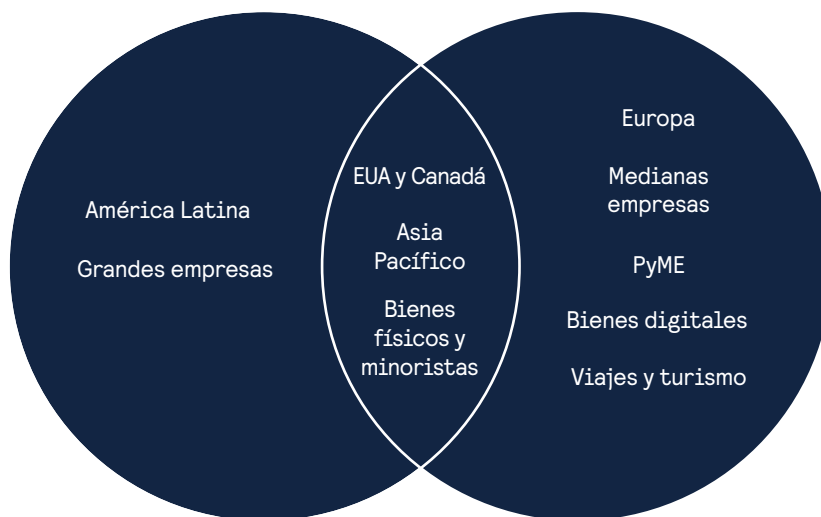 América Latina
Grandes empresas
EUA y Canadá
Asia
Pacífico
Bienes
físicos y
minoristas
Europa
Medianas
empresas
PyME
Bienes digitales
Viajes y turismo